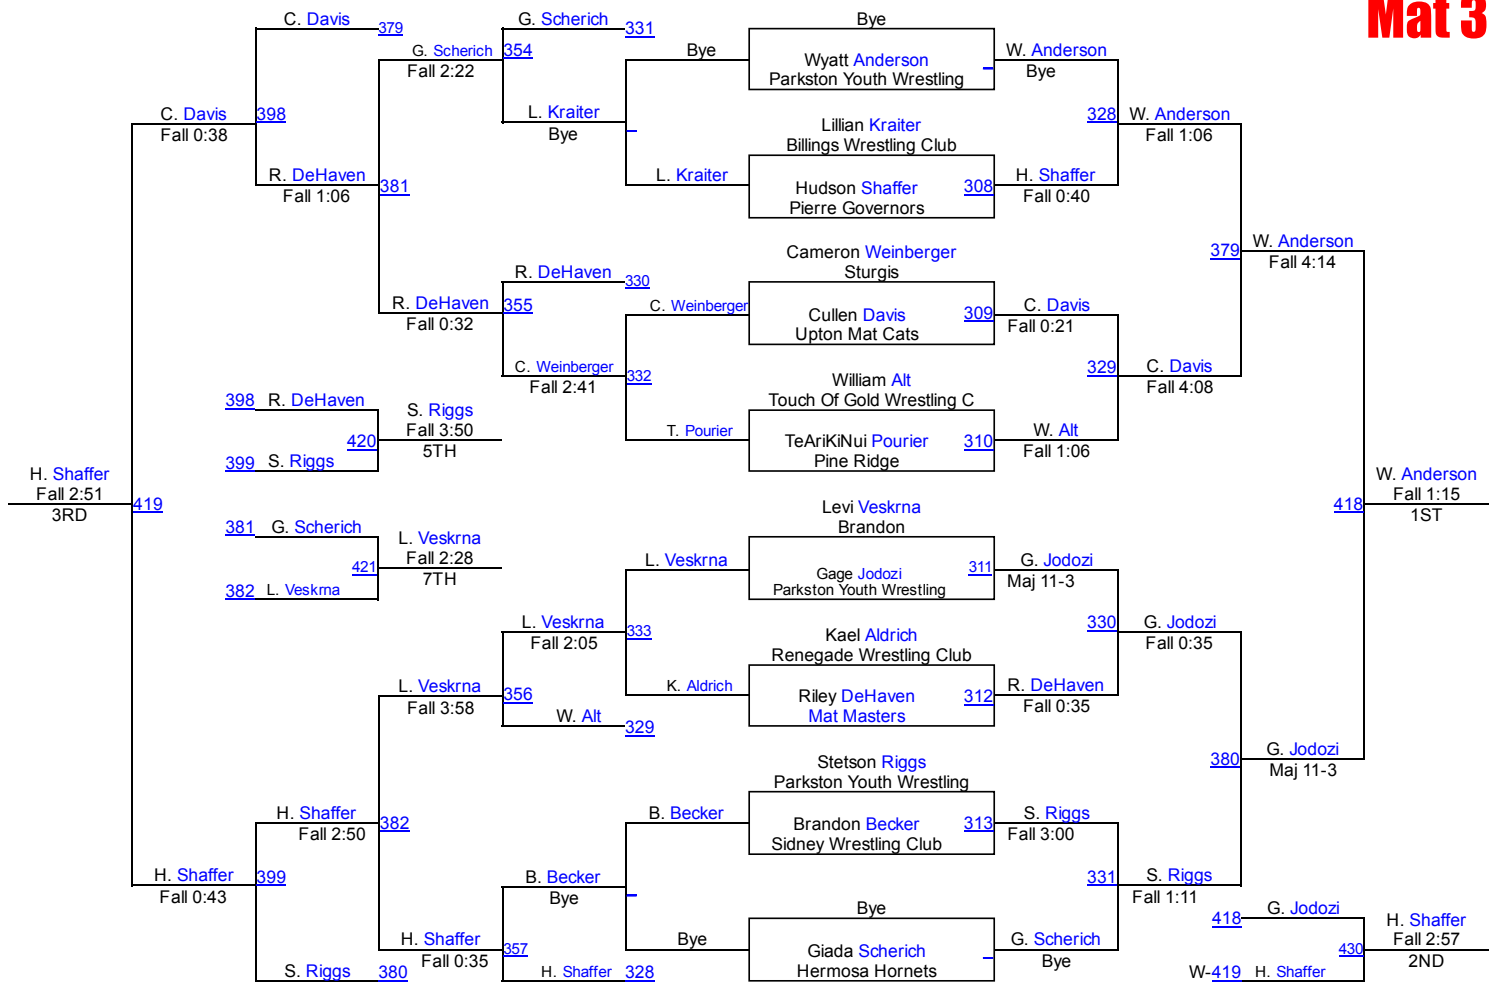 Mat 3
C. Davis
379
G. Scherich
331
Bye
G. Scherich
354
Fall 2:22
Bye
Wyatt Anderson
Parkston Youth Wrestling
W. Anderson
Bye
C. Davis
398
Fall 0:38
L. Kraiter
Bye
Lillian Kraiter
Billings Wrestling Club
328
W. Anderson
Fall 1:06
R. DeHaven
Fall 1:06
381
L. Kraiter
Hudson Shaffer
Pierre Governors
308
H. Shaffer
Fall 0:40
Cameron Weinberger
Sturgis
379
W. Anderson
Fall 4:14
R. DeHaven
330
R. DeHaven
355
Fall 0:32
C. Weinberger
Cullen Davis
Upton Mat Cats
309
C. Davis
Fall 0:21
C. Weinberger
Fall 2:41
332
William Alt
Touch Of Gold Wrestling C
329
C. Davis
Fall 4:08
398
R. DeHaven
S. Riggs
Fall 3:50
5TH
420
399
S. Riggs
T. Pourier
TeAriKiNui Pourier
Pine Ridge
310
W. Alt
Fall 1:06
H. Shaffer
Fall 2:51
3RD
419
W. Anderson
Fall 1:15
1ST
418
Levi Veskrna
Brandon
381
G. Scherich
L. Veskrna
Fall 2:28
7TH
421
382
L. Veskrna
L. Veskrna
Gage Jodozi
Parkston Youth Wrestling
311
G. Jodozi
Maj 11-3
L. Veskrna
Fall 2:05
333
Kael Aldrich
Renegade Wrestling Club
330
G. Jodozi
Fall 0:35
L. Veskrna
Fall 3:58
356
K. Aldrich
Riley DeHaven
Mat Masters
312
R. DeHaven
Fall 0:35
W. Alt
329
380
G. Jodozi
Maj 11-3
Stetson Riggs
Parkston Youth Wrestling
H. Shaffer
Fall 2:50
382
B. Becker
Brandon Becker
Sidney Wrestling Club
313
S. Riggs
Fall 3:00
H. Shaffer
Fall 0:43
399
B. Becker
Bye
331
S. Riggs
Fall 1:11
Bye
H. Shaffer
Fall 0:35
357
Bye
Giada Scherich
Hermosa Hornets
G. Scherich
Bye
418
G. Jodozi
H. Shaffer
Fall 2:57
2ND
430
S. Riggs
380
H. Shaffer
328
W-419
H. Shaffer